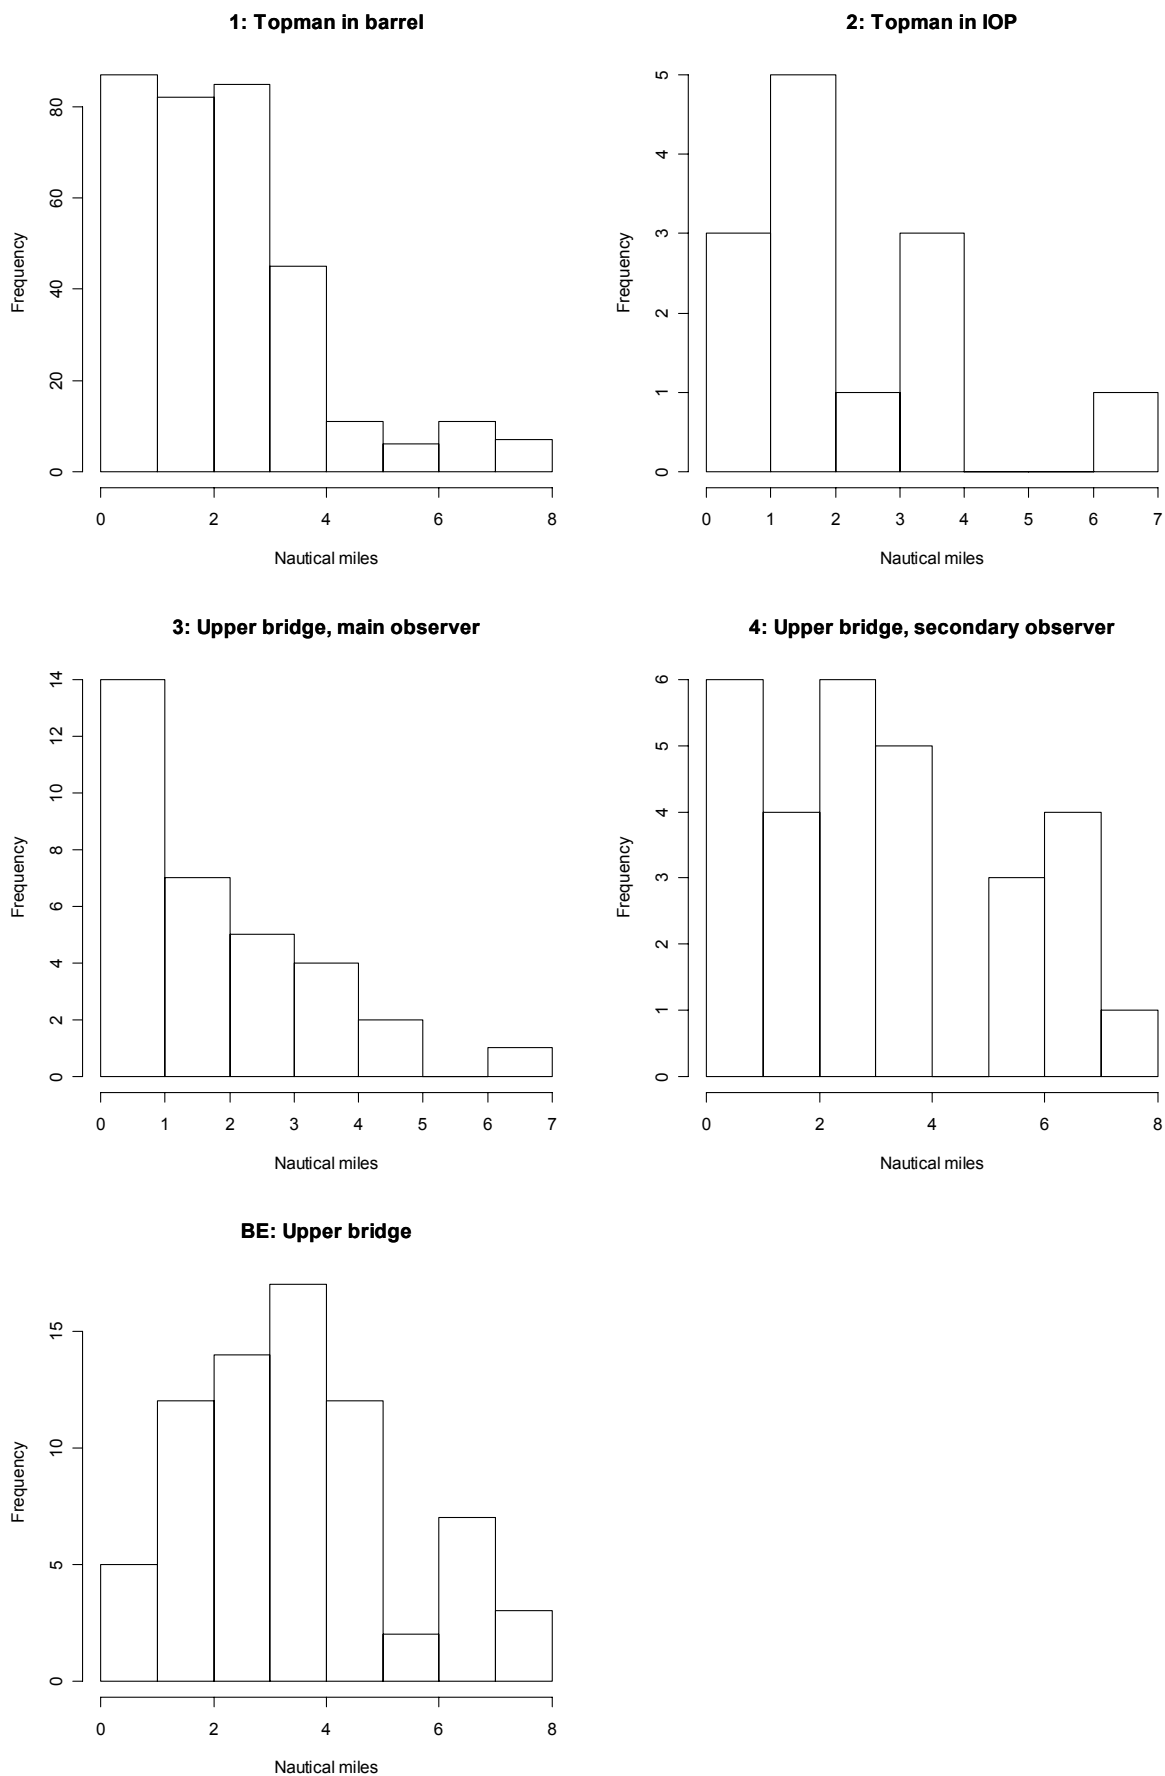 1: Topman in barrel
Frequency
0 20 40 60 80
0 2 4 6 8
Nautical miles
2: Topman in IOP
Frequency
0 1 2 3 4 5
0 1 2 3 4 5 6 7
Nautical miles
3: Upper bridge, main observer
Frequency
0 2 4 6 8 10 12 14
0 1 2 3 4 5 6 7
Nautical miles
4: Upper bridge, secondary observer
Frequency
0 1 2 3 4 5 6
0 2 4 6 8
Nautical miles
BE: Upper bridge
Frequency
0 5 10 15
0 2 4 6 8
Nautical miles